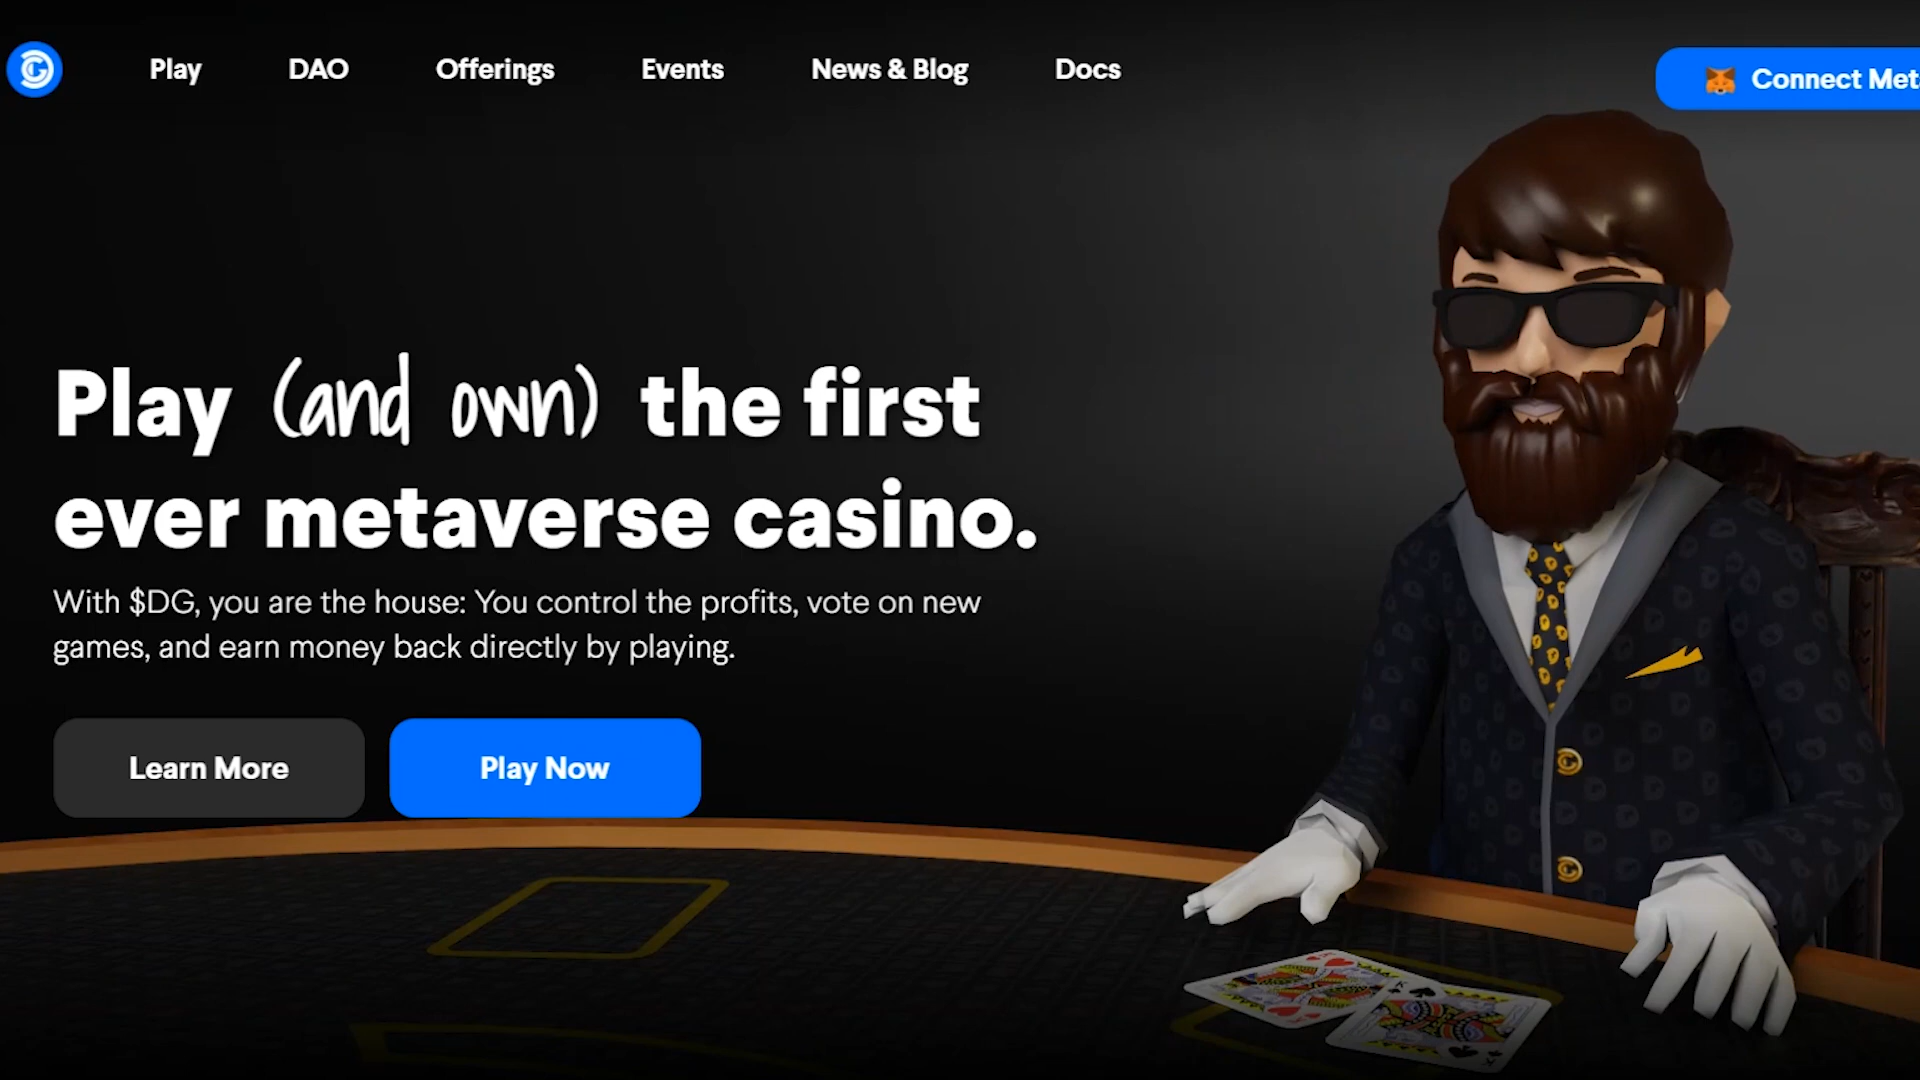 Play DAO Offerings Events News & Blog Docs
Connect Meta
Play (and own) the first
ever metaverse casino.
With $DG, you are the house: You control the profits, vote on new
games, and earn money back directly by playing.
Learn More Play Now
K
K